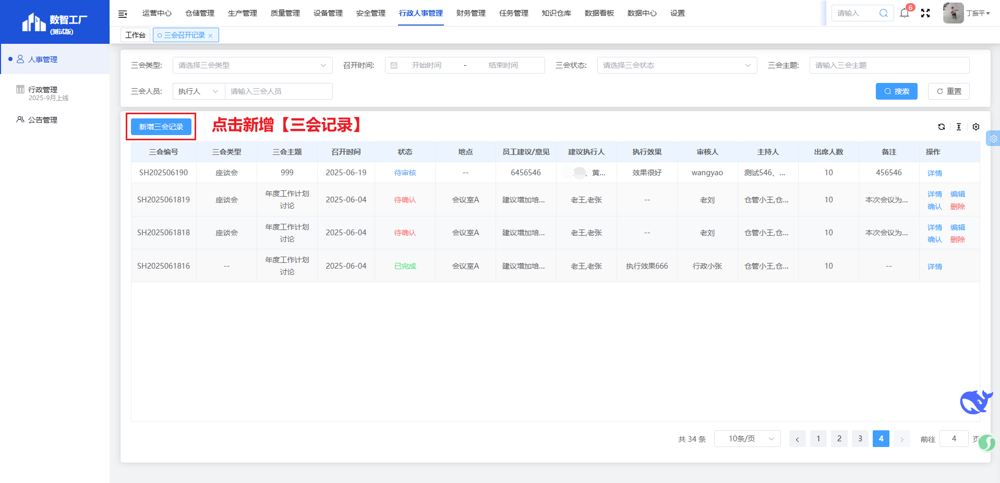 数智工厂
(测试版)
运营中心 仓储管理 生产管理 质量管理 设备管理 安全管理 行政人事管理 财务管理 任务管理 知识仓库 数据看板 数据中心 设置
请输入
6
丁振平
工作台
三会召开记录
人事管理
行政管理
2025-9月上线
公告管理
三会类型: 请选择三会类型
召开时间: 开始时间 - 结束时间
三会状态: 请选择三会状态
三会主题: 请输入三会主题
三会人员: 执行人 请输入三会人员
搜索 重置
新增三会记录
点击新增【三会记录】
三会编号 三会类型 三会主题 召开时间 状态 地点 员工建议/意见 建议执行人 执行效果 审核人 主持人 出席人数 备注 操作
SH202506190 座谈会 999 2025-06-19 待审核 -- 6456546 、黄... 效果很好 wangyao 测试546、... 10 456546 详情
SH2025061819 座谈会 年度工作计划讨论 2025-06-04 待确认 会议室A 建议增加培... 老王,老张 -- 老刘 仓管小王,仓... 10 本次会议为... 详情 编辑 确认 删除
SH2025061818 座谈会 年度工作计划讨论 2025-06-04 待确认 会议室A 建议增加培... 老王,老张 -- 老刘 仓管小王,仓... 10 本次会议为... 详情 编辑 确认 删除
SH2025061816 -- 年度工作计划讨论 2025-06-04 已完成 会议室A 建议增加培... 老王,老张 执行效果666 行政小张 仓管小王,仓... 10 -- 详情
共 34 条 10条/页 1 2 3 4 前往 4 页